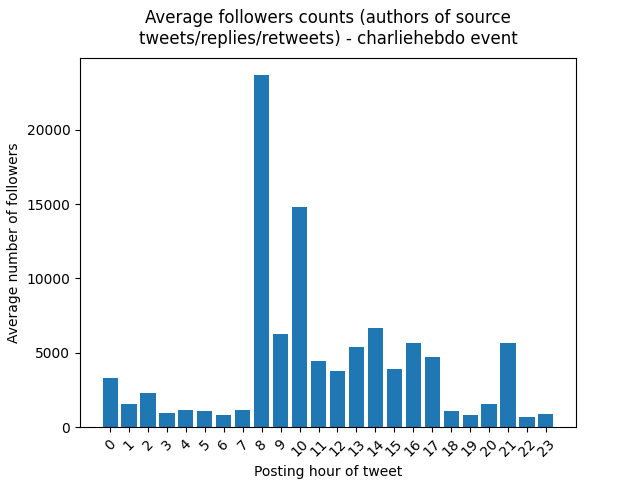 Average followers counts (authors of source
tweets/replies/retweets) - charliehebdo event
20000
15000
10000
5000
0
Average number of followers
0 1 2 3 4 5 6 7 8 9 10 11 12 13 14 15 16 17 18 19 20 21 22 23
Posting hour of tweet